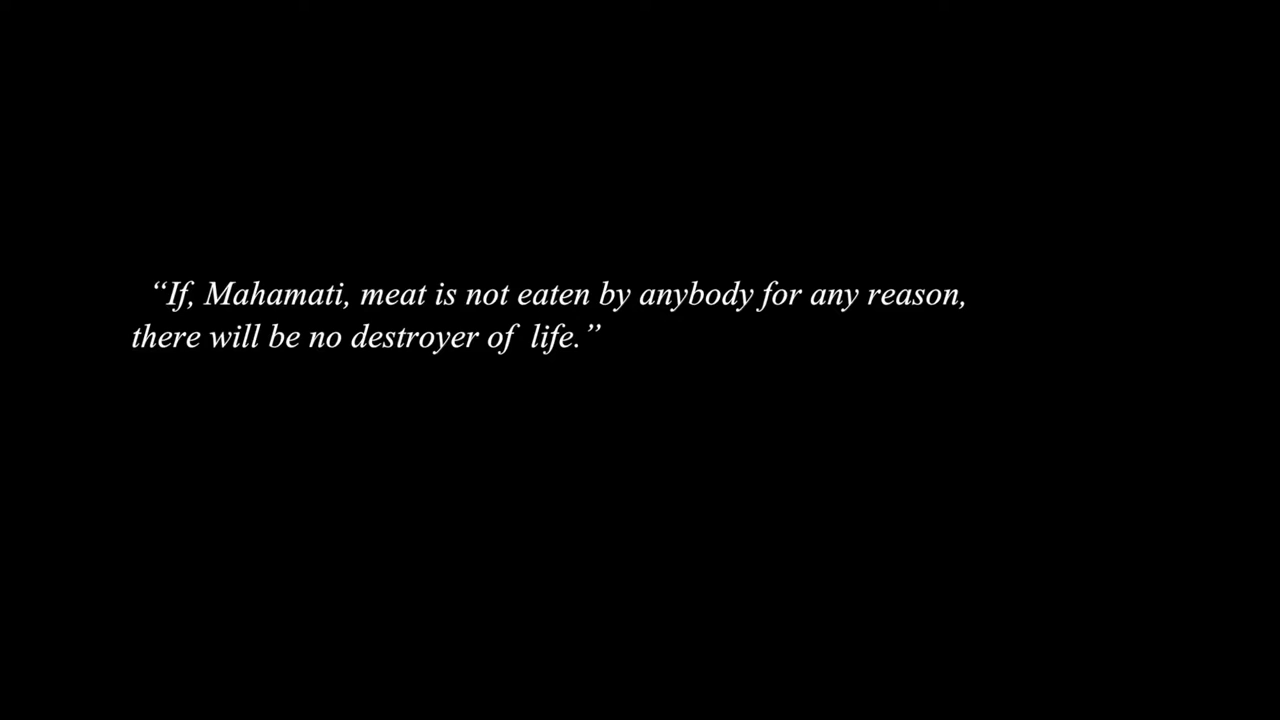 “If, Mahamati, meat is not eaten by anybody for any reason,
there will be no destroyer of  life.”